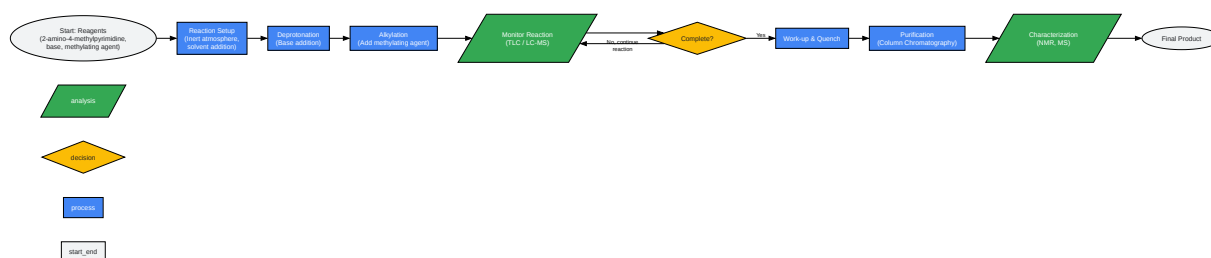 Start: Reagents
(2-amino-4-methylpyrimidine,
base, methylating agent)
Reaction Setup
(Inert atmosphere,
solvent addition)
Deprotonation
(Base addition)
Alkylation
(Add methylating agent)
Monitor Reaction
(TLC / LC-MS)
No, continue
reaction
Complete?
Yes
Work-up & Quench
Purification
(Column Chromatography)
Characterization
(NMR, MS)
Final Product
analysis
decision
process
start_end